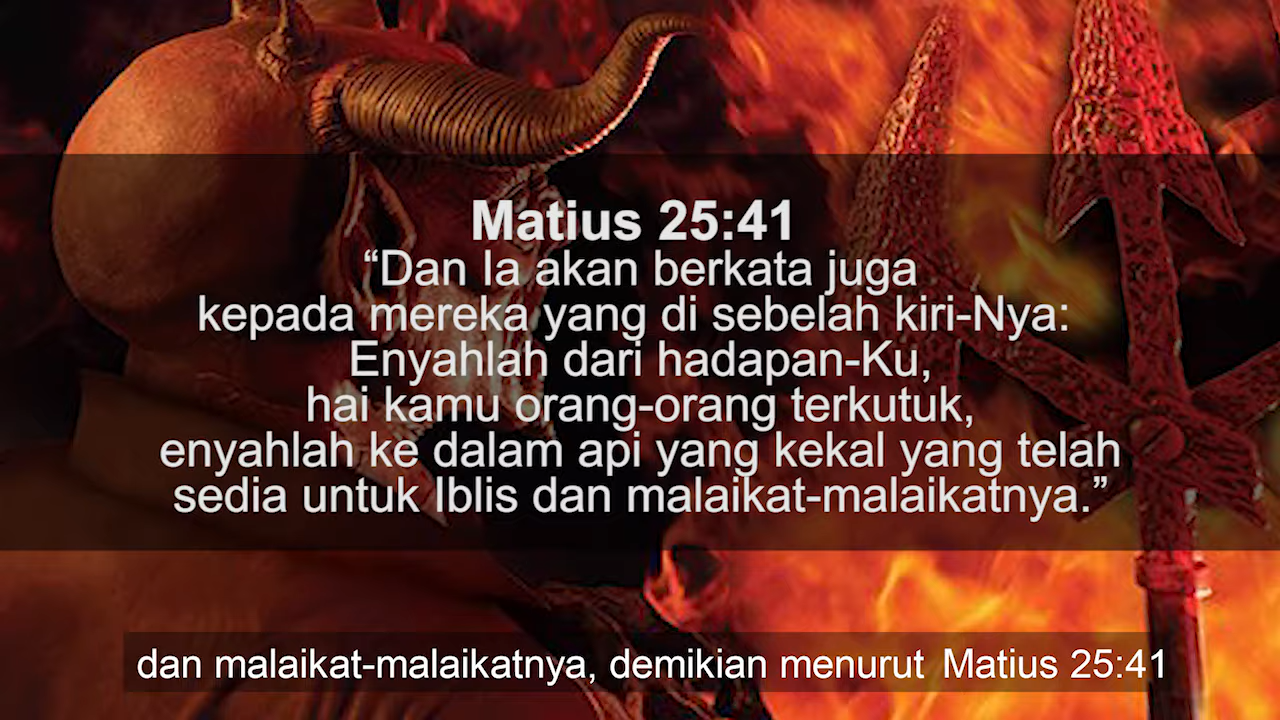 Matius 25:41
“Dan Ia akan berkata juga
kepada mereka yang di sebelah kiri-Nya:
Enyahlah dari hadapan-Ku,
hai kamu orang-orang terkutuk,
enyahlah ke dalam api yang kekal yang telah
sedia untuk Iblis dan malaikat-malaikatnya.”
dan malaikat-malaikatnya, demikian menurut Matius 25:41